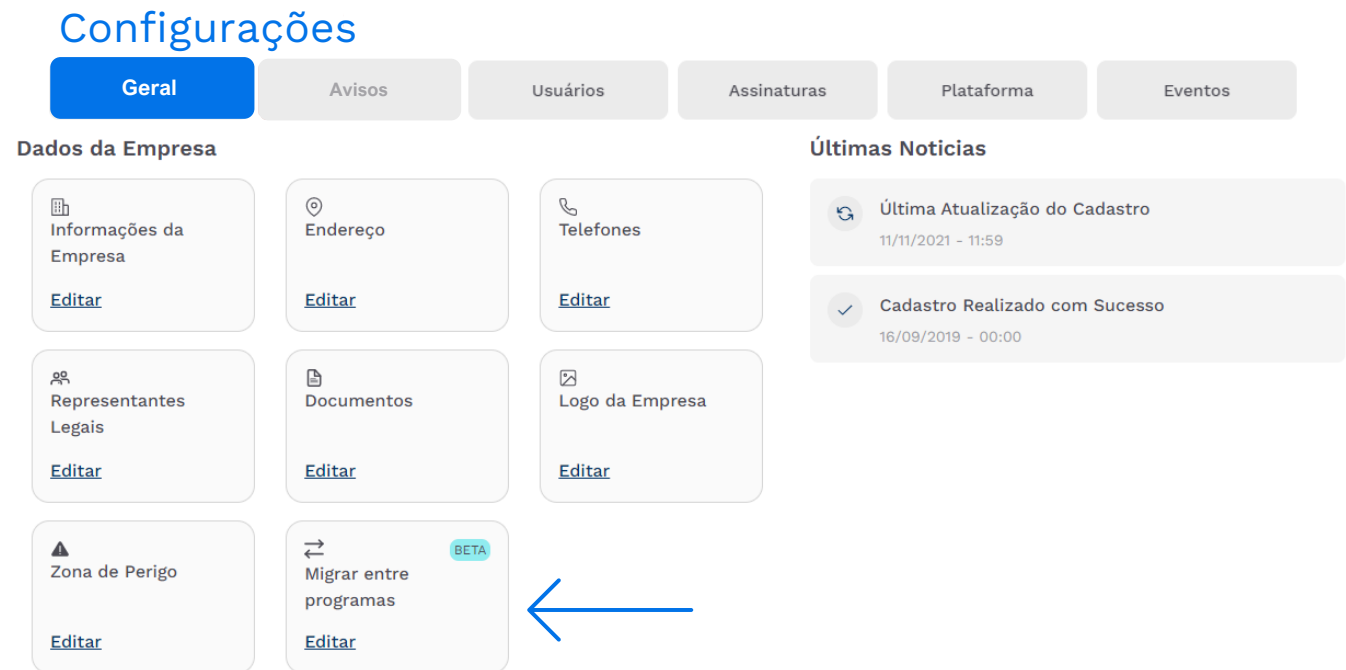 Configurações
Geral
Avisos
Usuários
Assinaturas
Plataforma
Eventos
Dados da Empresa
Informações da
Empresa
Editar
Endereço
Editar
Telefones
Editar
Representantes
Legais
Editar
Documentos
Editar
Logo da Empresa
Editar
Zona de Perigo
Editar
BETA
Migrar entre
programas
Editar
Últimas Noticias
Última Atualização do Cadastro
11/11/2021 - 11:59
Cadastro Realizado com Sucesso
16/09/2019 - 00:00